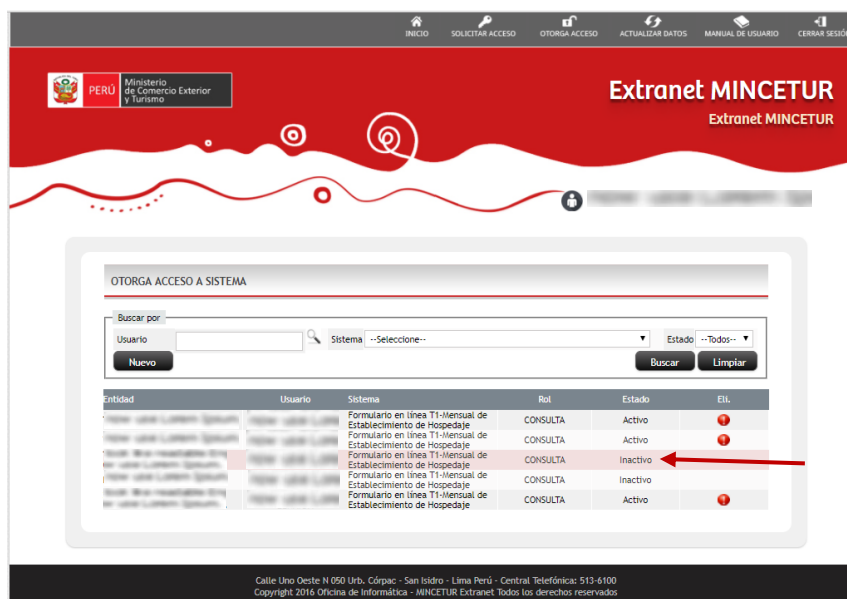 INICIO SOLICITAR ACCESO OTORGA ACCESO ACTUALIZAR DATOS MANUAL DE USUARIO CERRAR SESIÓN
PERÚ
Ministerio
de Comercio Exterior
y Turismo
Extranet MINCETUR
Extranet MINCETUR
OTORGA ACCESO A SISTEMA
Buscar por
Usuario Sistema --Seleccione-- Estado --Todos--
Nuevo Buscar Limpiar
Entidad Usuario Sistema Rol Estado Eli.
Formulario en línea T1-Mensual de
Establecimiento de Hospedaje CONSULTA Activo
Formulario en línea T1-Mensual de
Establecimiento de Hospedaje CONSULTA Activo
Formulario en línea T1-Mensual de
Establecimiento de Hospedaje CONSULTA Inactivo
Formulario en línea T1-Mensual de
Establecimiento de Hospedaje CONSULTA Inactivo
Formulario en línea T1-Mensual de
Establecimiento de Hospedaje CONSULTA Activo
Calle Uno Oeste N 050 Urb. Córpac - San Isidro - Lima Perú - Central Telefónica: 513-6100
Copyright 2016 Oficina de Informática - MINCETUR Extranet Todos los derechos reservados